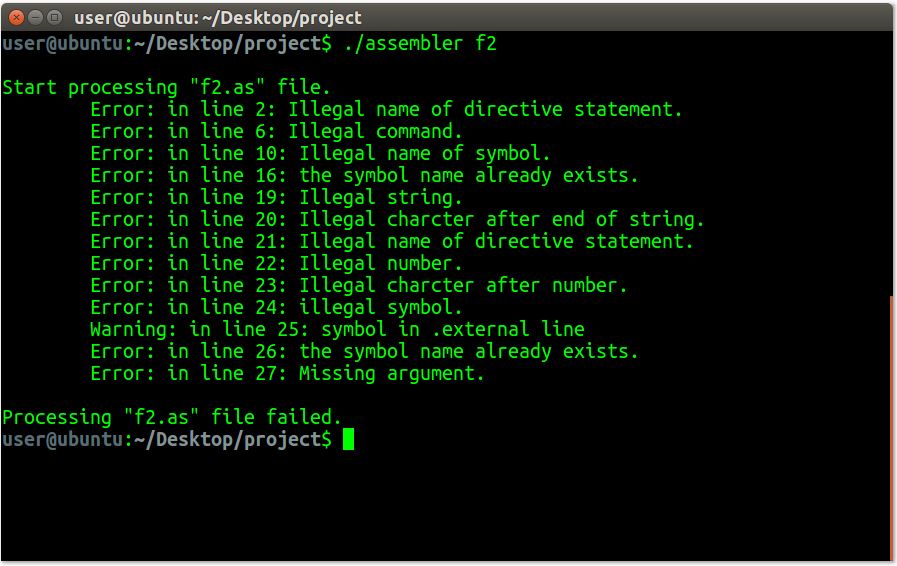 user@ubuntu: ~/Desktop/project
user@ubuntu:~/Desktop/project$ ./assembler f2
Start processing "f2.as" file.
Error: in line 2: Illegal name of directive statement.
Error: in line 6: Illegal command.
Error: in line 10: Illegal name of symbol.
Error: in line 16: the symbol name already exists.
Error: in line 19: Illegal string.
Error: in line 20: Illegal charcter after end of string.
Error: in line 21: Illegal name of directive statement.
Error: in line 22: Illegal number.
Error: in line 23: Illegal charcter after number.
Error: in line 24: illegal symbol.
Warning: in line 25: symbol in .external line
Error: in line 26: the symbol name already exists.
Error: in line 27: Missing argument.
Processing "f2.as" file failed.
user@ubuntu:~/Desktop/project$